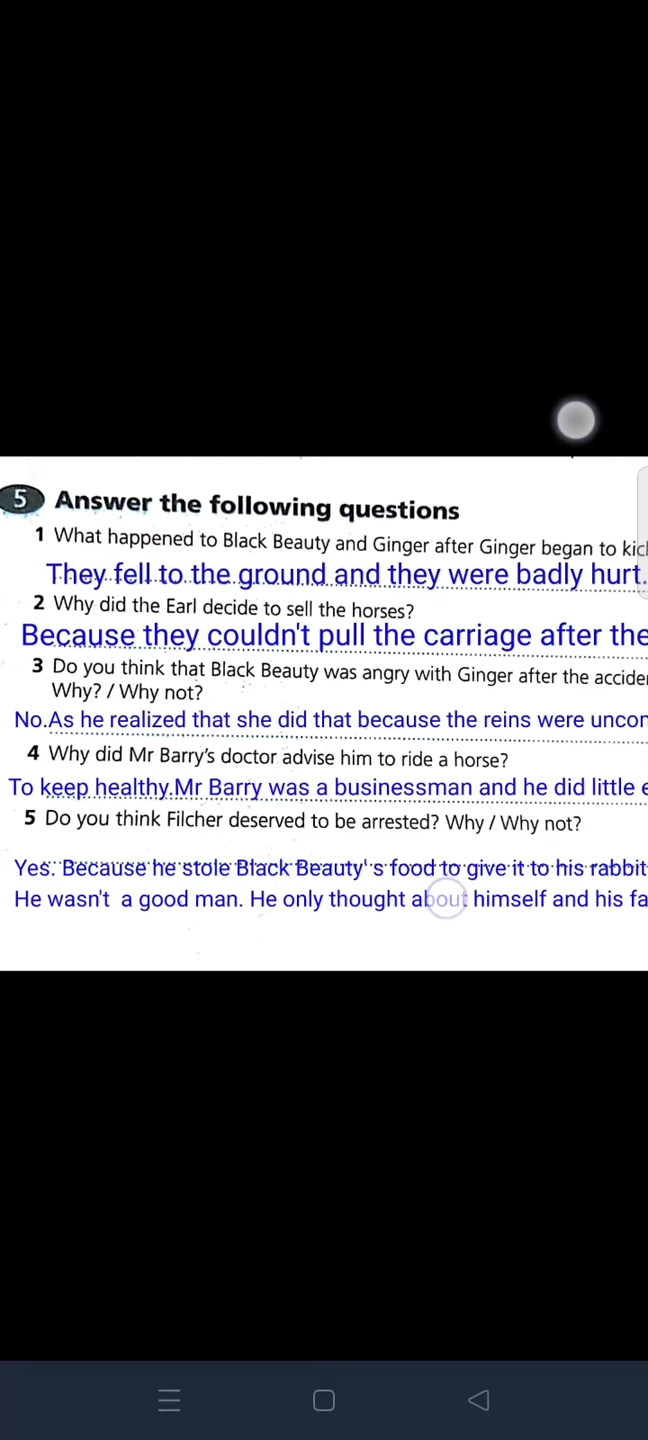 5 Answer the following questions
1 What happened to Black Beauty and Ginger after Ginger began to kic
They fell to the ground and they were badly hurt.
2 Why did the Earl decide to sell the horses?
Because they couldn't pull the carriage after the
3 Do you think that Black Beauty was angry with Ginger after the accide
Why? / Why not?
No.As he realized that she did that because the reins were uncon
4 Why did Mr Barry's doctor advise him to ride a horse?
To keep healthy.Mr Barry was a businessman and he did little e
5 Do you think Filcher deserved to be arrested? Why / Why not?
Yes. Because he stole Black Beauty's food to give it to his rabbit
He wasn't a good man. He only thought about himself and his fa